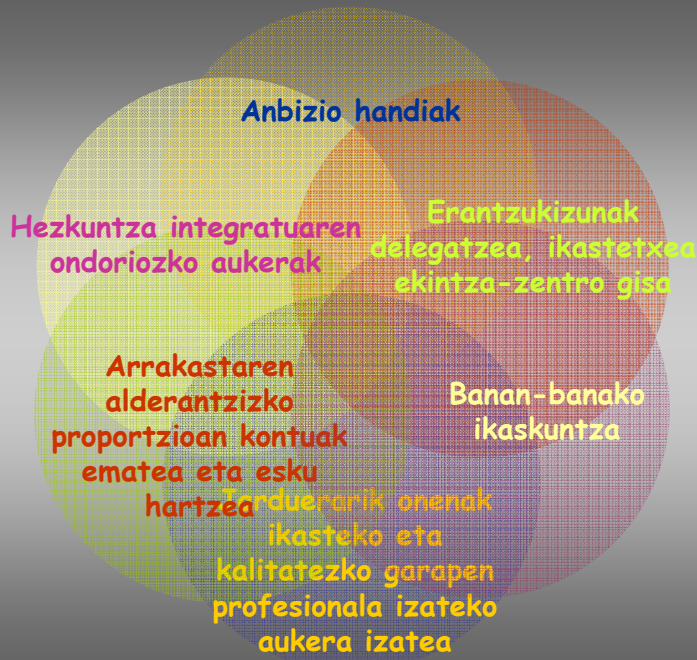 Anbizio handiak
Hezkuntza integratuaren
ondoriozko aukerak
Erantzukizunak
delegatzea, ikastetxea
ekintza-zentro gisa
Arrakastaren
alderantzizko
proportzioan kontuak
ematea eta esku
hartzea
Banan-banako
ikaskuntza
Jarduerarik onenak
ikasteko eta
kalitatezko garapen
profesionala izateko
aukera izatea